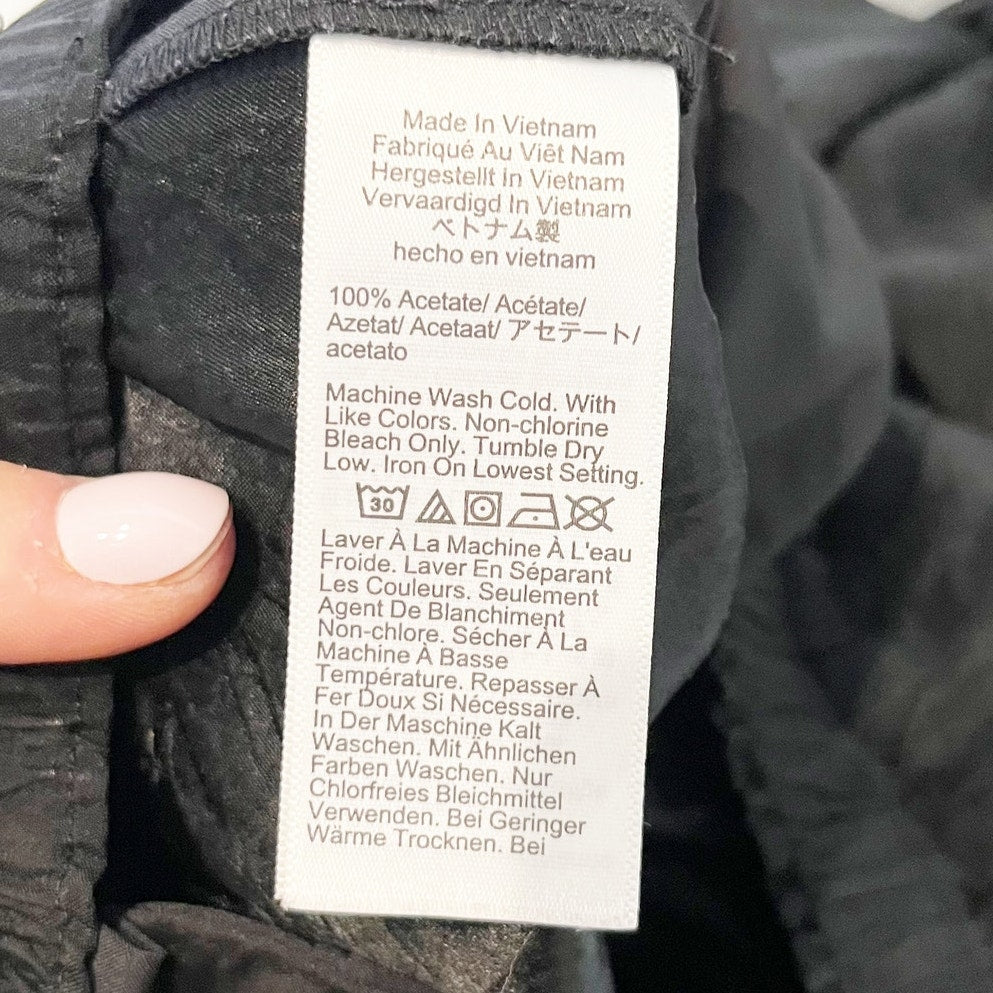 Made In Vietnam
Fabriqué Au Viêt Nam
Hergestellt In Vietnam
Vervaardigd In Vietnam
ベトナム製
hecho en vietnam
100% Acetate/ Acétate/
Azetat/ Acetaat/ アセテート/
acetato
Machine Wash Cold. With
Like Colors. Non-chlorine
Bleach Only. Tumble Dry
Low. Iron On Lowest Setting.
30
Laver À La Machine À L'eau
Froide. Laver En Séparant
Les Couleurs. Seulement
Agent De Blanchiment
Non-chlore. Sécher À La
Machine À Basse
Température. Repasser À
Fer Doux Si Nécessaire.
In Der Maschine Kalt
Waschen. Mit Ähnlichen
Farben Waschen. Nur
Chlorfreies Bleichmittel
Verwenden. Bei Geringer
Wärme Trocknen. Bei